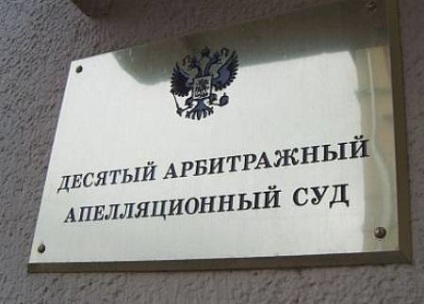 ДЕСЯТЫЙ АРБИТРАЖНЫЙ
АПЕЛЛЯЦИОННЫЙ СУД